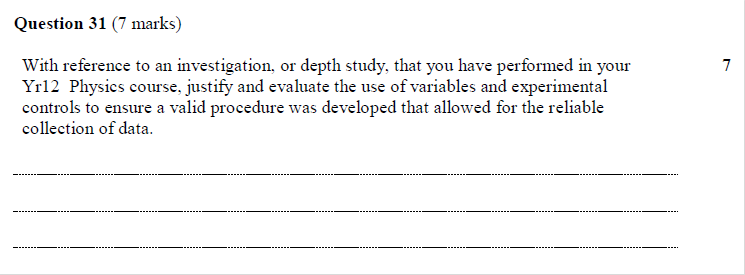 Question 31 (7 marks)
With reference to an investigation, or depth study, that you have performed in your 7
Yr12 Physics course, justify and evaluate the use of variables and experimental
controls to ensure a valid procedure was developed that allowed for the reliable
collection of data.